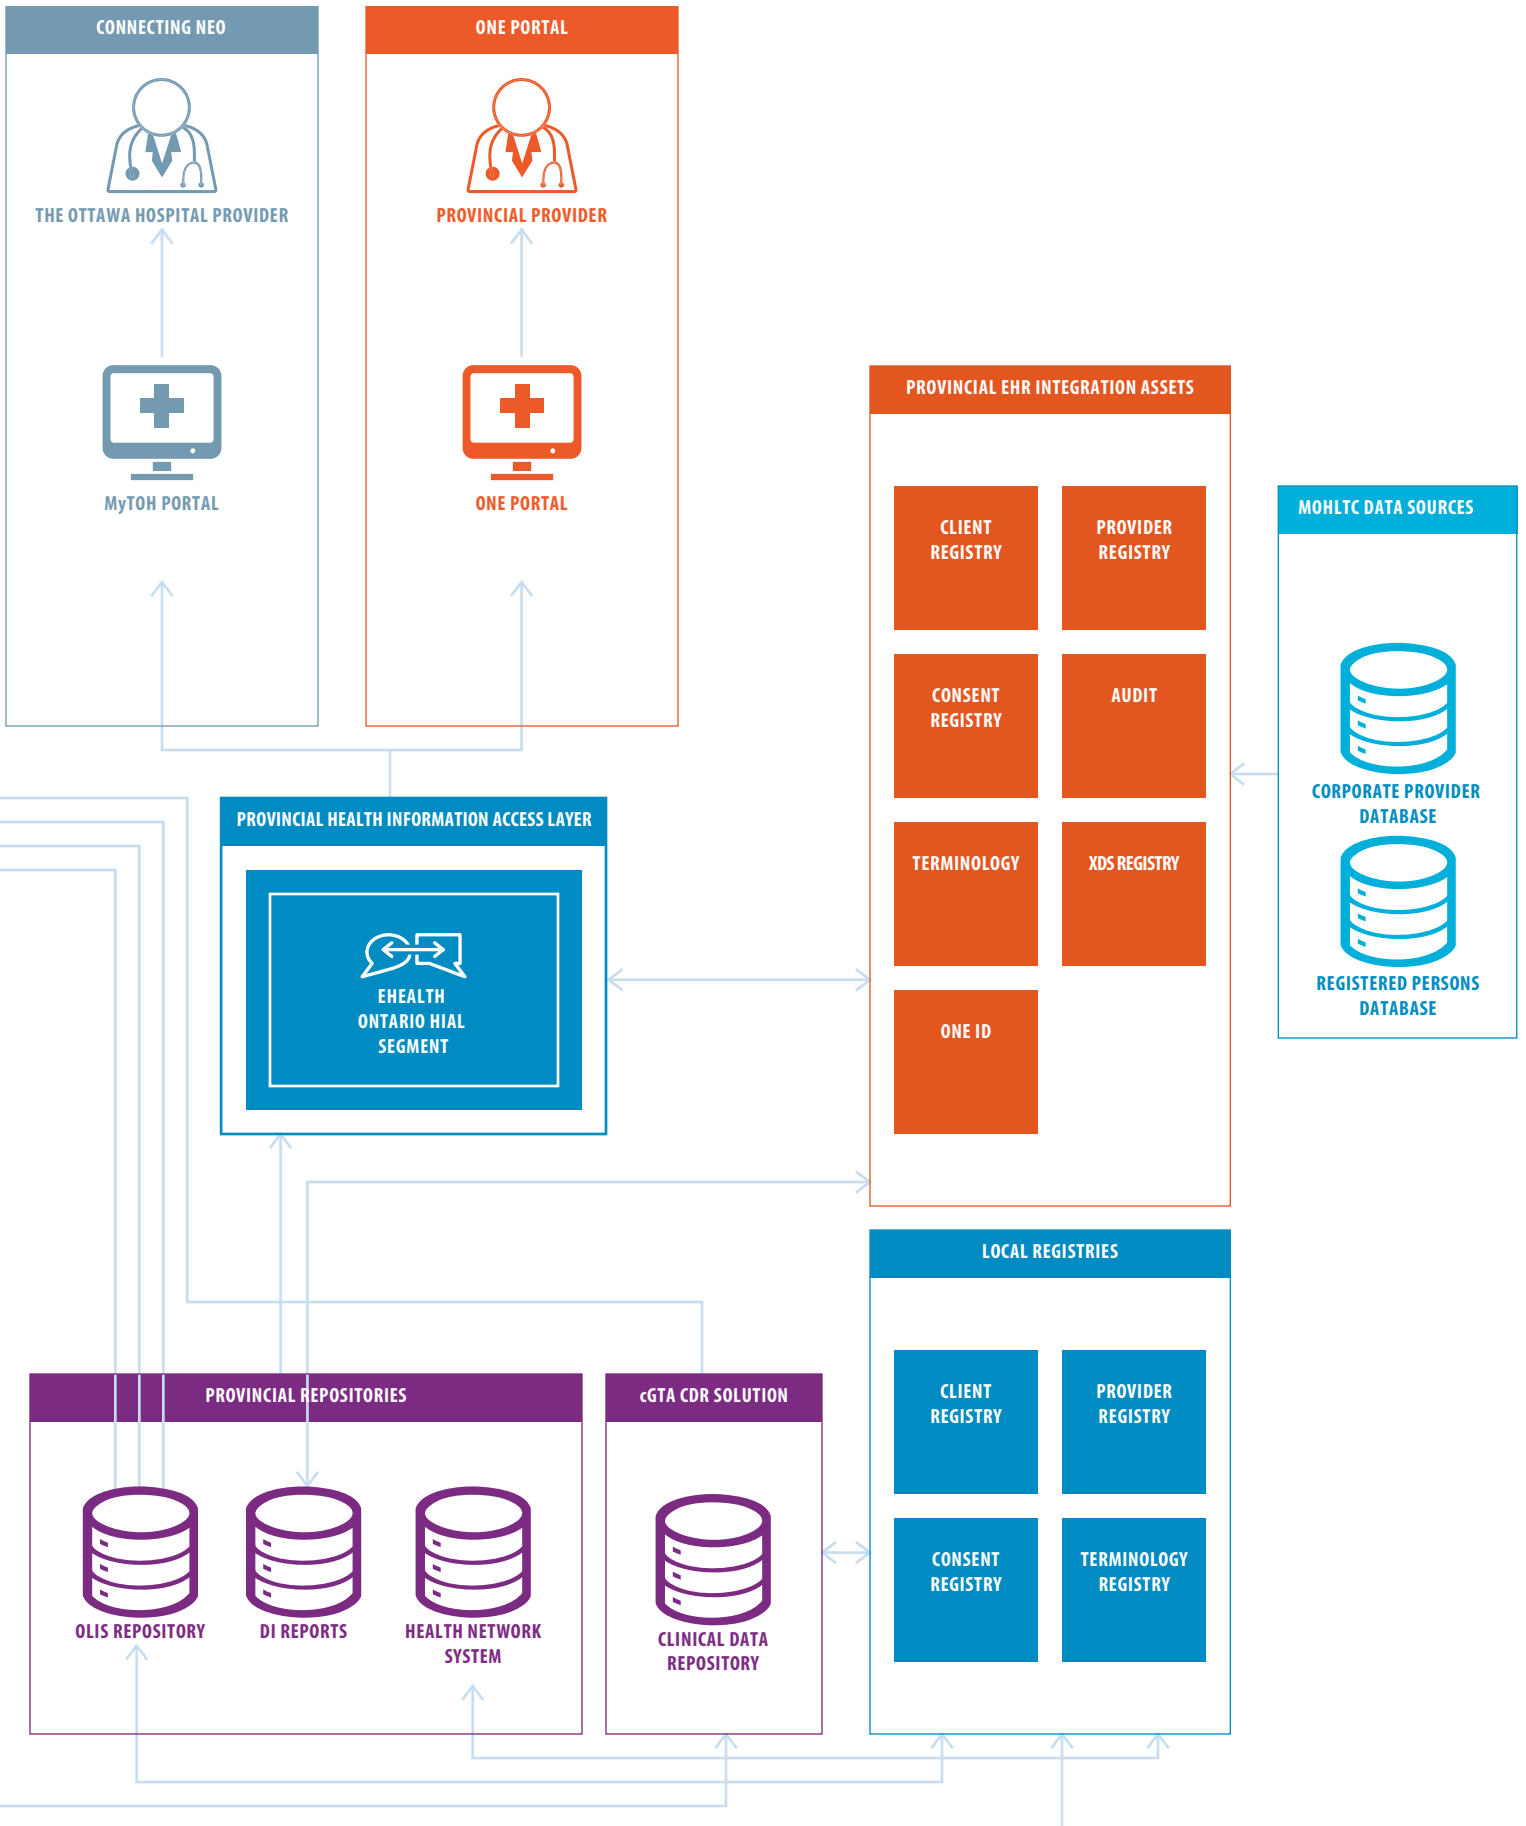 CONNECTING NEO
ONE PORTAL
THE OTTAWA HOSPITAL PROVIDER
PROVINCIAL PROVIDER
MyTOH PORTAL
ONE PORTAL
PROVINCIAL HEALTH INFORMATION ACCESS LAYER
EHEALTH
ONTARIO HIAL
SEGMENT
PROVINCIAL EHR INTEGRATION ASSETS
CLIENT
REGISTRY
PROVIDER
REGISTRY
CONSENT
REGISTRY
AUDIT
TERMINOLOGY
XDS REGISTRY
ONE ID
MOHLTC DATA SOURCES
CORPORATE PROVIDER
DATABASE
REGISTERED PERSONS
DATABASE
PROVINCIAL REPOSITORIES
OLIS REPOSITORY
DI REPORTS
HEALTH NETWORK
SYSTEM
cGTA CDR SOLUTION
CLINICAL DATA
REPOSITORY
LOCAL REGISTRIES
CLIENT
REGISTRY
PROVIDER
REGISTRY
CONSENT
REGISTRY
TERMINOLOGY
REGISTRY